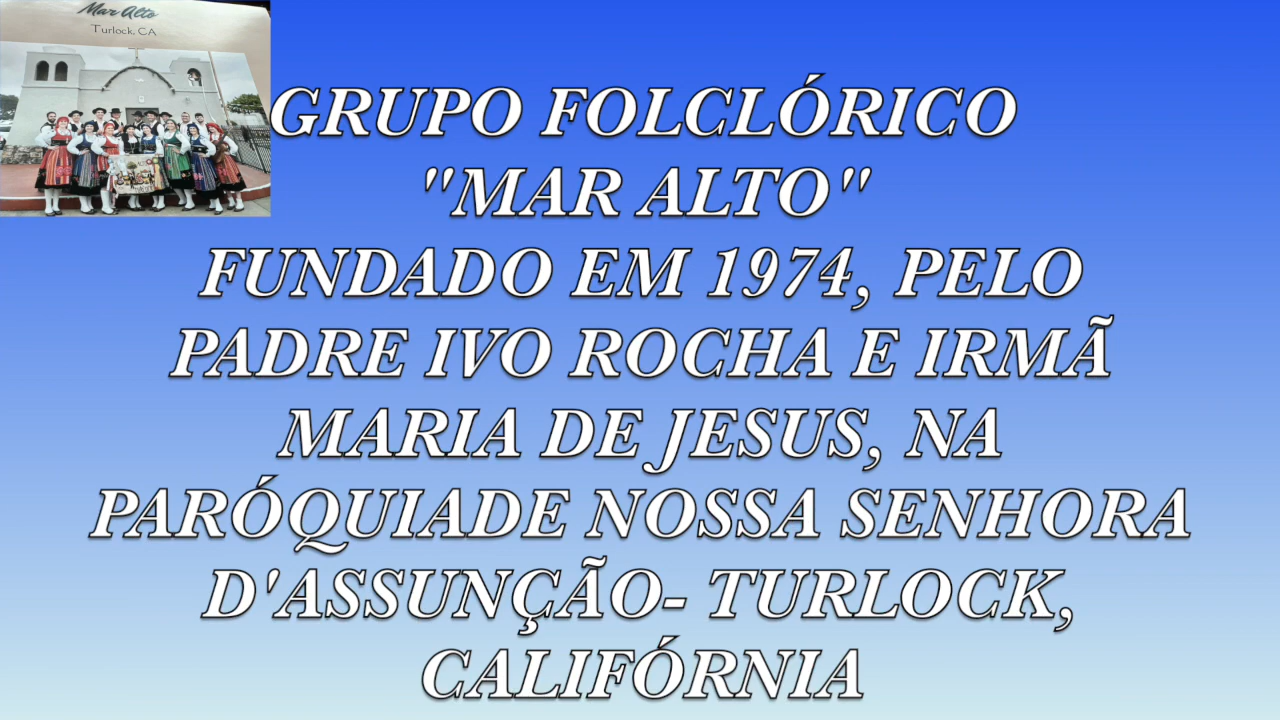 Mar Alto
Turlock, CA
GRUPO FOLCLÓRICO
"MAR ALTO"
FUNDADO EM 1974, PELO
PADRE IVO ROCHA E IRMÃ
MARIA DE JESUS, NA
PARÓQUIADE NOSSA SENHORA
D'ASSUNÇÃO- TURLOCK,
CALIFÓRNIA